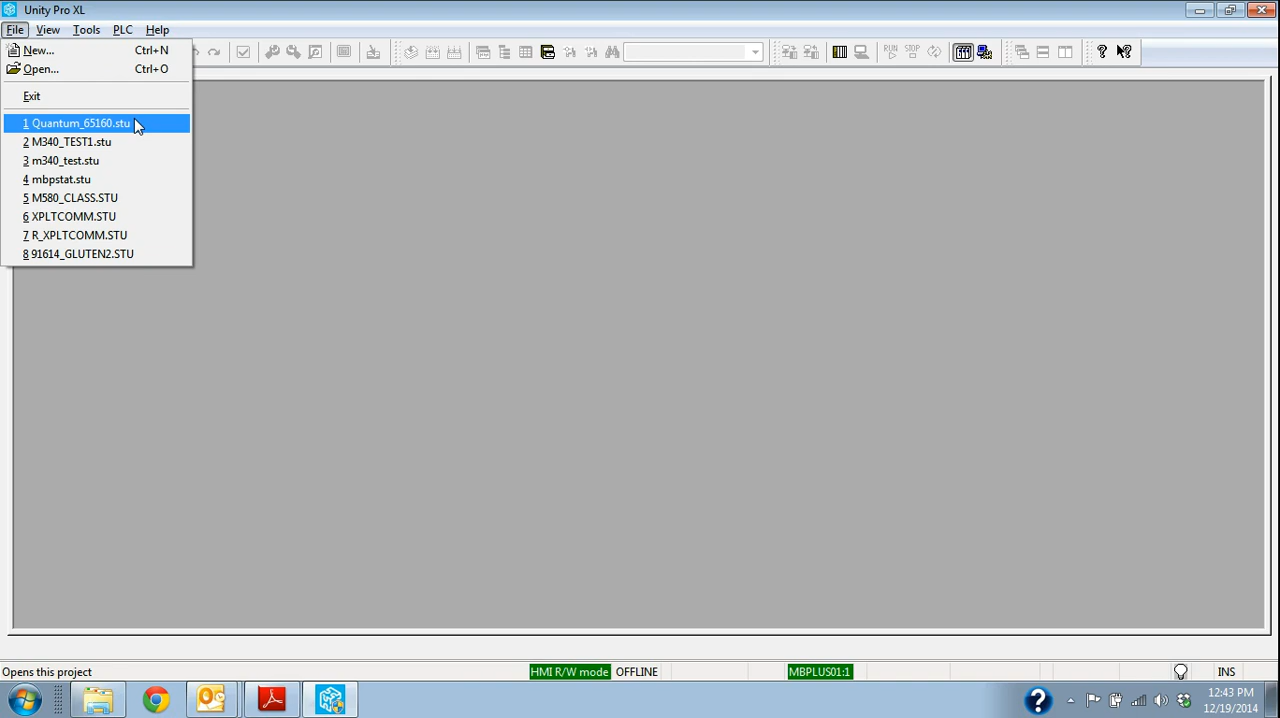 Unity Pro XL
File View Tools PLC Help
New... Ctrl+N
Open... Ctrl+O
Exit
1 Quantum_65160.stu
2 M340_TEST1.stu
3 m340_test.stu
4 mbpstat.stu
5 M580_CLASS.STU
6 XPLTCOMM.STU
7 R_XPLTCOMM.STU
8 91614_GLUTEN2.STU
RUN STOP
Opens this project HMI R/W mode OFFLINE MBPLUS01:1 INS
12:43 PM
12/19/2014